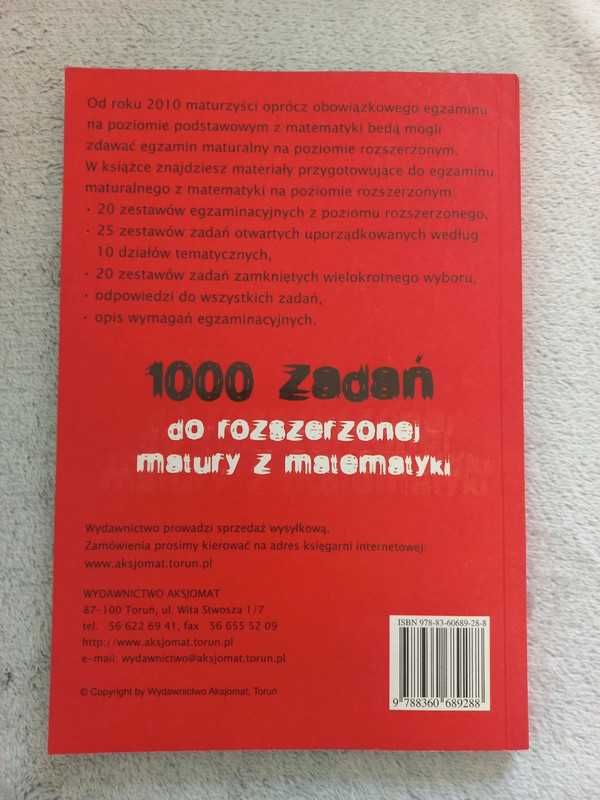 Od roku 2010 maturzyści oprócz obowiązkowego egzaminu
na poziomie podstawowym z matematyki bedą mogli
zdawać egzamin maturalny na poziomie rozszerzonym.
W książce znajdziesz materiały przygotowujące do egzaminu
maturalnego z matematyki na poziomie rozszerzonym:
· 20 zestawów egzaminacyjnych z poziomu rozszerzonego,
· 25 zestawów zadań otwartych uporządkowanych według
10 działów tematycznych,
· 20 zestawów zadań zamkniętych wielokrotnego wyboru,
· odpowiedzi do wszystkich zadań,
· opis wymagań egzaminacyjnych.
1000 zadań
do rozszerzonej
matury z matematyki
Wydawnictwo prowadzi sprzedaż wysyłkową.
Zamówienia prosimy kierować na adres księgarni internetowej:
www.aksjomat.torun.pl
WYDAWNICTWO AKSJOMAT
87-100 Toruń, ul. Wita Stwosza 1/7
tel. 56 622 69 41, fax 56 655 52 09
http://www.aksjomat.torun.pl
e-mail: wydawnictwo@aksjomat.torun.pl
© Copyright by Wydawnictwo Aksjomat, Toruń
ISBN 978-83-60689-28-8
9 788360 689288